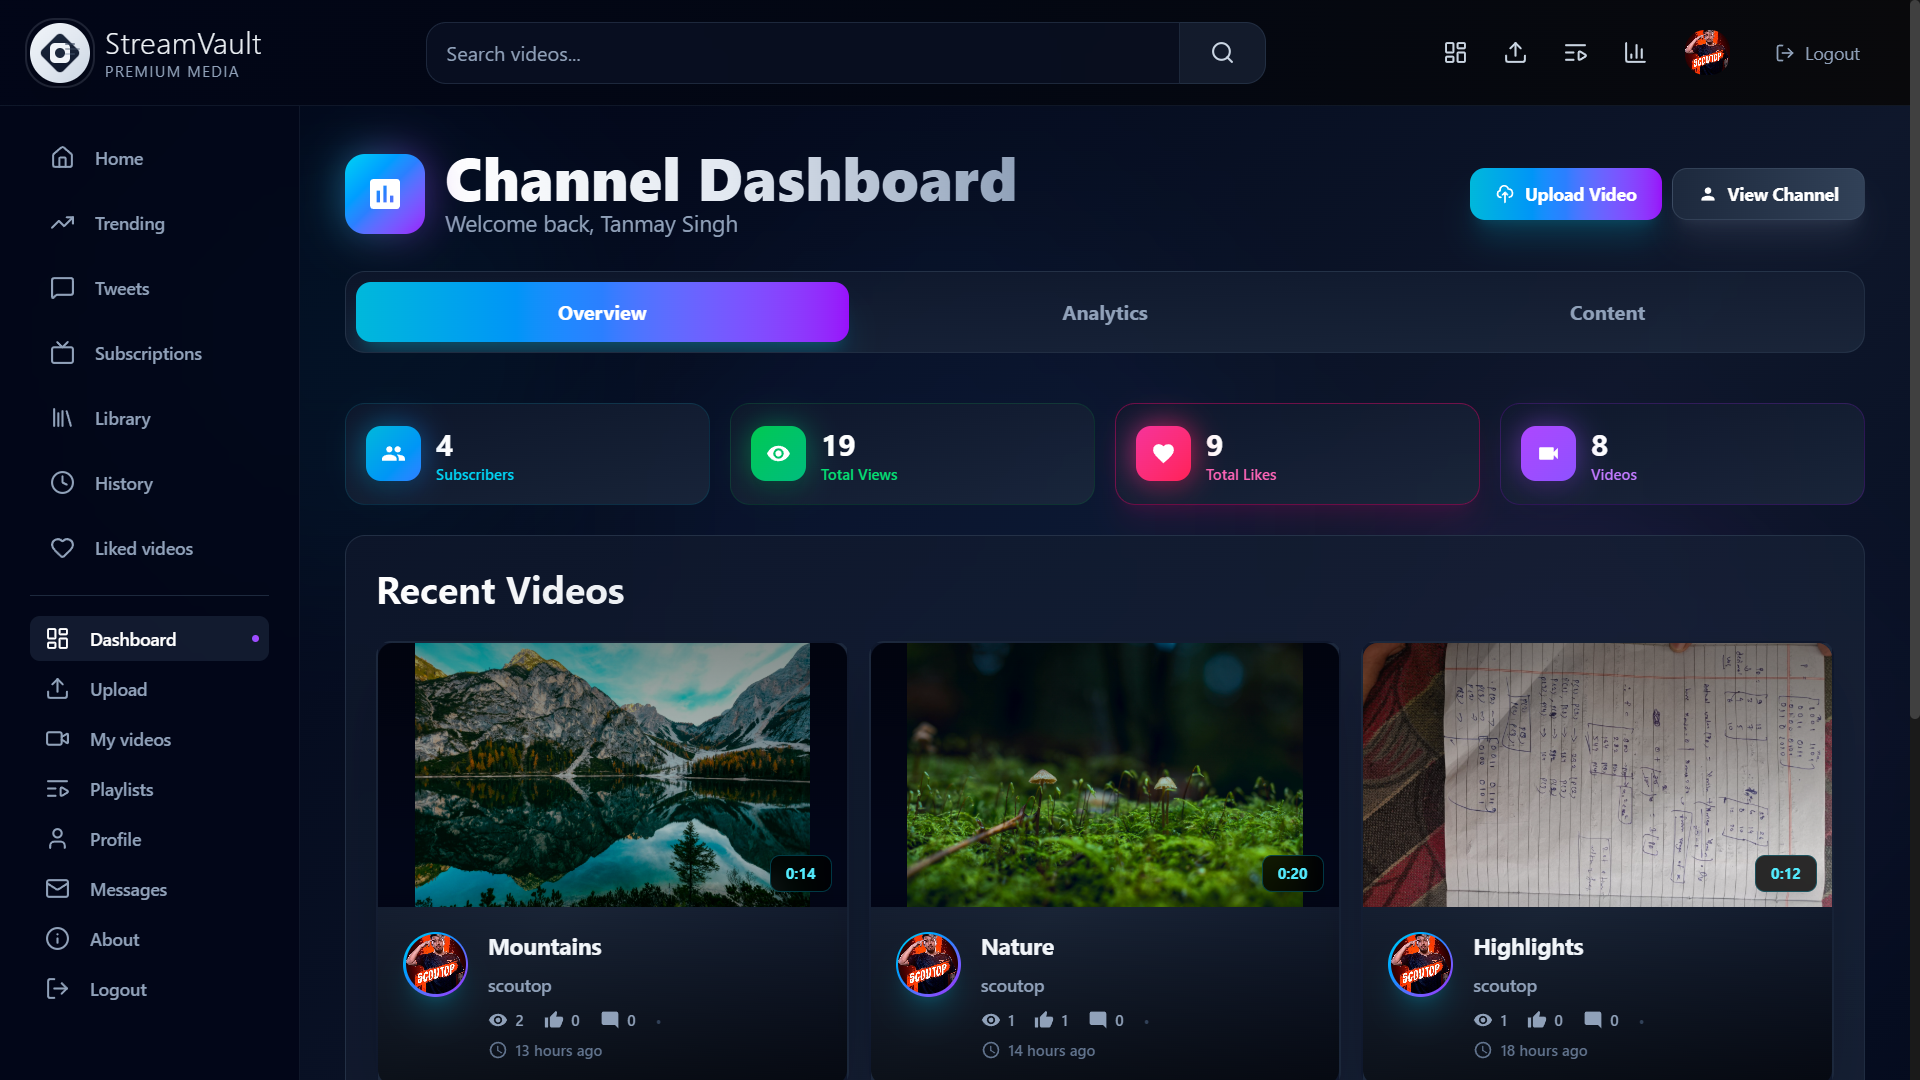 StreamVault
PREMIUM MEDIA
Search videos...
Logout
Home
Trending
Tweets
Subscriptions
Library
History
Liked videos
Dashboard
Upload
My videos
Playlists
Profile
Messages
About
Logout
Channel Dashboard
Welcome back, Tanmay Singh
Upload Video
View Channel
Overview
Analytics
Content
4
Subscribers
19
Total Views
9
Total Likes
8
Videos
Recent Videos
0:14
SCOUTOP
Mountains
scoutop
2 0 0
13 hours ago
0:20
SCOUTOP
Nature
scoutop
1 1 0
14 hours ago
0:12
SCOUTOP
Highlights
scoutop
1 0 0
18 hours ago